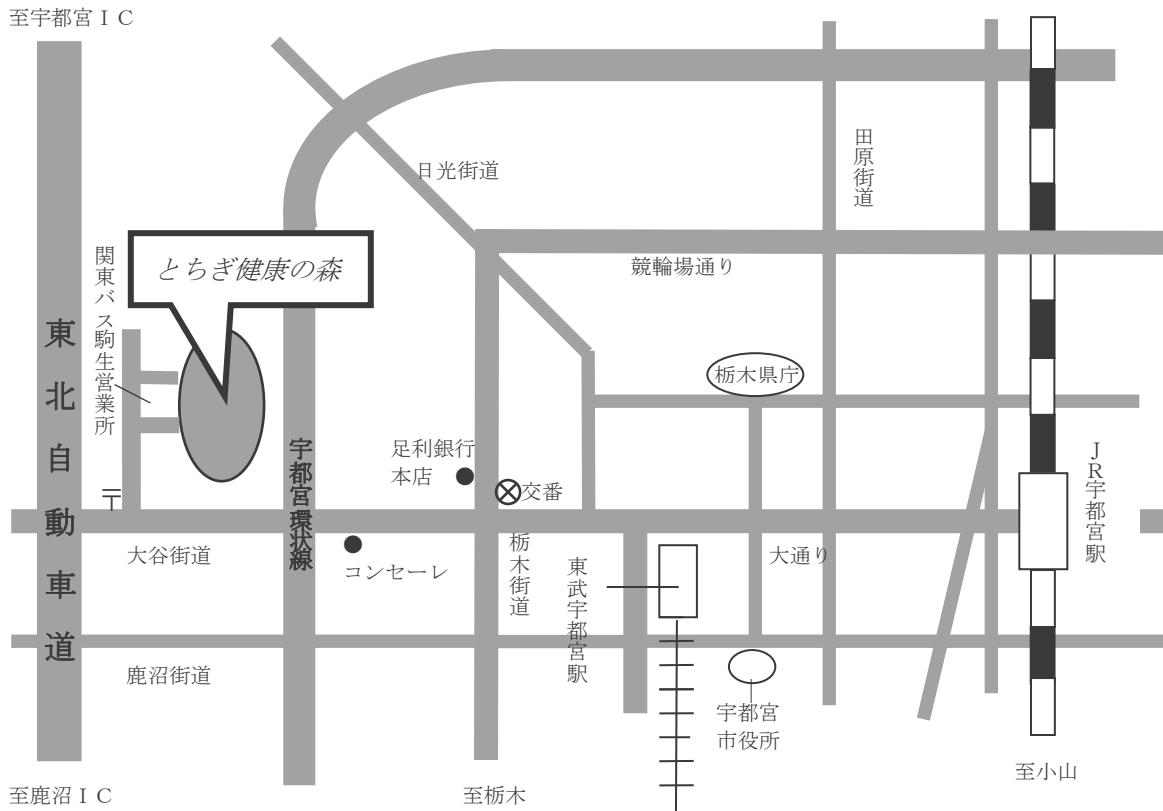 至宇都宮ＩＣ
日光街道
田原街道
競輪場通り
とちぎ健康の森
関東バス駒生営業所
東北自動車道
栃木県庁
宇都宮環状線
足利銀行
本店
交番
ＪＲ宇都宮駅
〒
大谷街道
コンセーレ
栃木街道
東武宇都宮駅
大通り
鹿沼街道
宇都宮
市役所
至鹿沼ＩＣ
至栃木
至小山